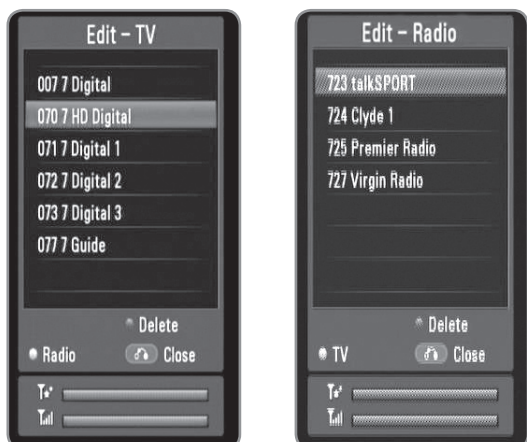 Edit – TV
007 7 Digital
070 7 HD Digital
071 7 Digital 1
072 7 Digital 2
073 7 Digital 3
077 7 Guide
Delete
Radio
Close
Edit – Radio
723 talkSPORT
724 Clyde 1
725 Premier Radio
727 Virgin Radio
Delete
TV
Close